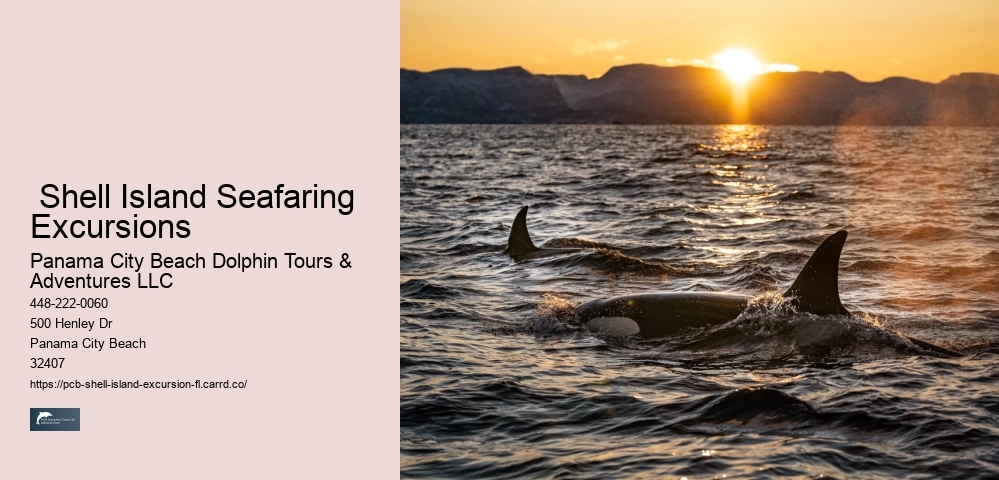 Shell Island Seafaring
Excursions
Panama City Beach Dolphin Tours &
Adventures LLC
448-222-0060
500 Henley Dr
Panama City Beach
32407
https://pcb-shell-island-excursion-fl.carrd.co/